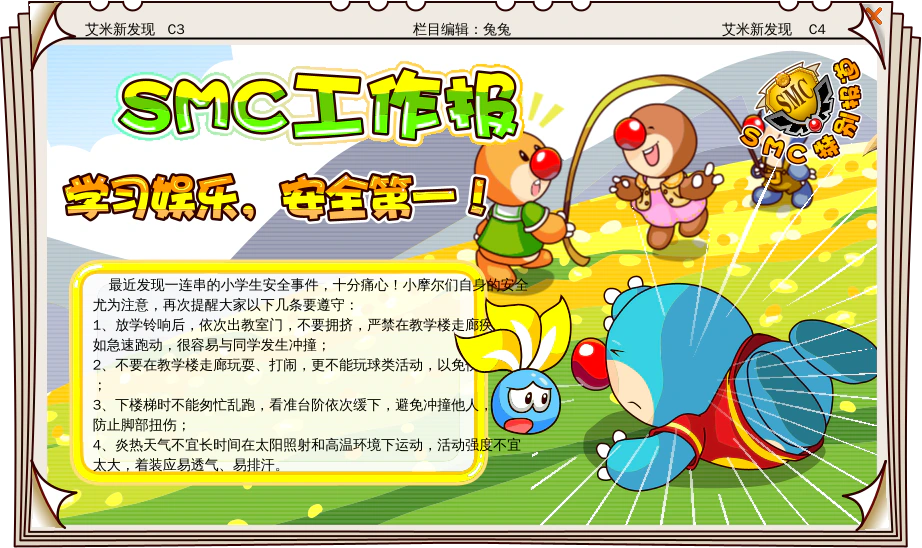 艾米新发现 C3
栏目编辑：兔兔
艾米新发现 C4
SMC工作报
SMC
SMC特别报告
学习娱乐，安全第一！
最近发现一连串的小学生安全事件，十分痛心！小摩尔们自身的安全
尤为注意，再次提醒大家以下几条要遵守：
1、放学铃响后，依次出教室门，不要拥挤，严禁在教学楼走廊疾
如急速跑动，很容易与同学发生冲撞；
2、不要在教学楼走廊玩耍、打闹，更不能玩球类活动，以免
；
3、下楼梯时不能匆忙乱跑，看准台阶依次缓下，避免冲撞他人，
防止脚部扭伤；
4、炎热天气不宜长时间在太阳照射和高温环境下运动，活动强度不宜
太大，着装应易透气、易排汗。